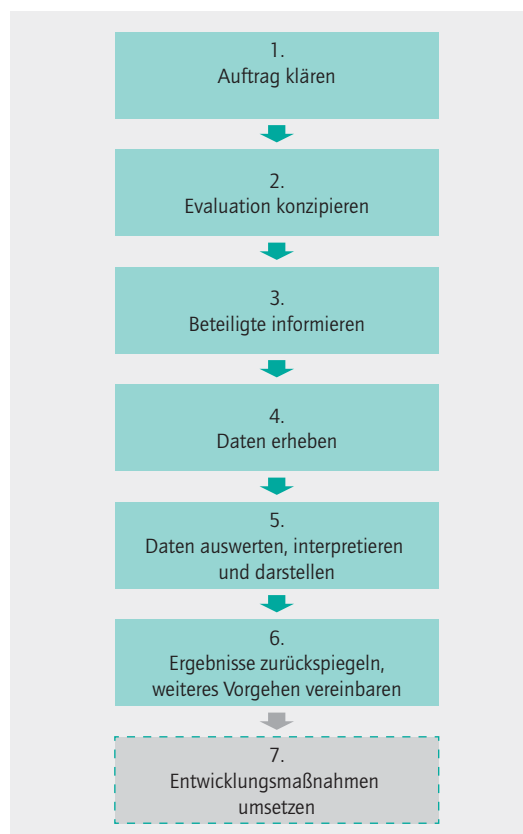 1.
Auftrag klären
2.
Evaluation konzipieren
3.
Beteiligte informieren
4.
Daten erheben
5.
Daten auswerten, interpretieren
und darstellen
6.
Ergebnisse zurückspiegeln,
weiteres Vorgehen vereinbaren
7.
Entwicklungsmaßnahmen
umsetzen